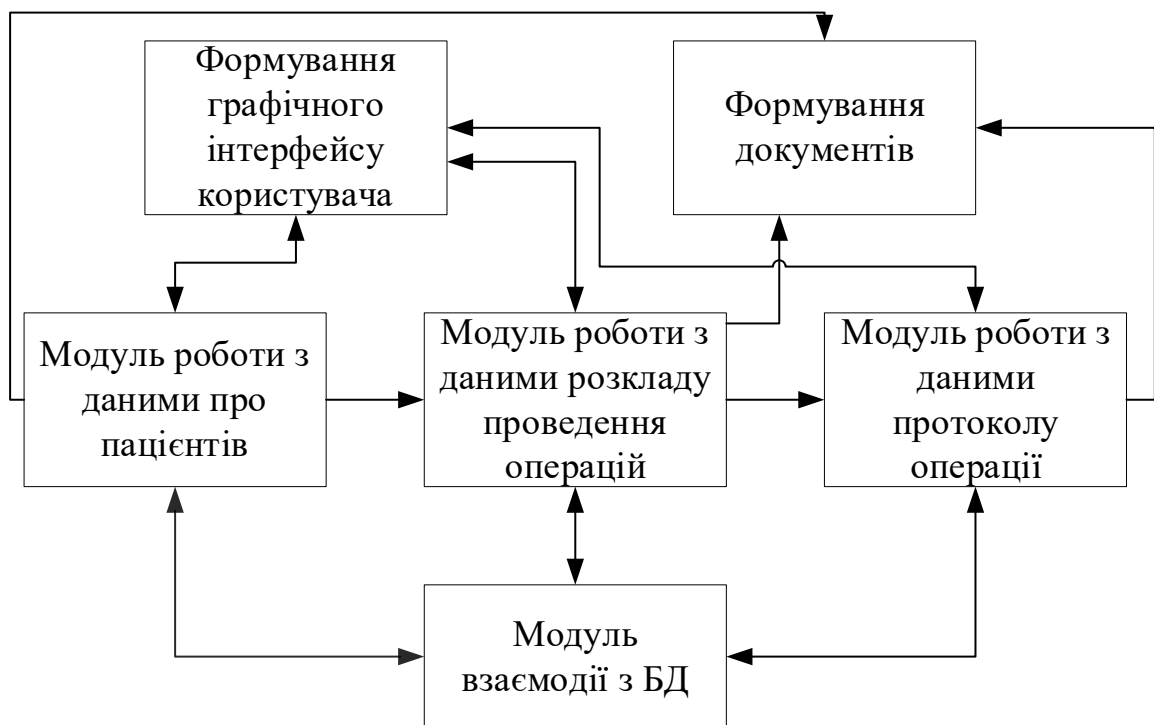 Формування
графічного
інтерфейсу
користувача
Формування
документів
Модуль роботи з
даними про
пацієнтів
Модуль роботи з
даними розкладу
проведення
операцій
Модуль роботи з
даними
протоколу
операції
Модуль
взаємодії з БД